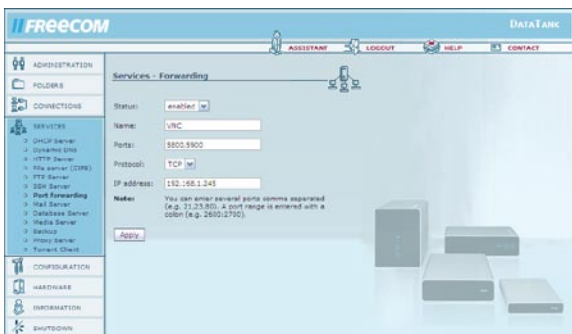 FREECOM
DATATANK
ASSISTANT
LOGOUT
HELP
CONTACT
ADMINISTRATION
FOLDERS
CONNECTIONS
SERVICES
DHCP Server
Dynamic DNS
HTTP Server
File server (CIFS)
FTP Server
SSH Server
Port forwarding
Mail Server
Database Server
Media Server
Backup
Proxy Server
Torrent Client
CONFIGURATION
HARDWARE
INFORMATION
SHUTDOWN
Services - Forwarding
Status: enabled
Name: VNC
Ports: 5800,5900
Protocol: TCP
IP address: 192.168.1.245
Note: You can enter several ports comma separated
(e.g. 21,23,80). A port range is entered with a
colon (e.g. 2600:2700).
Apply